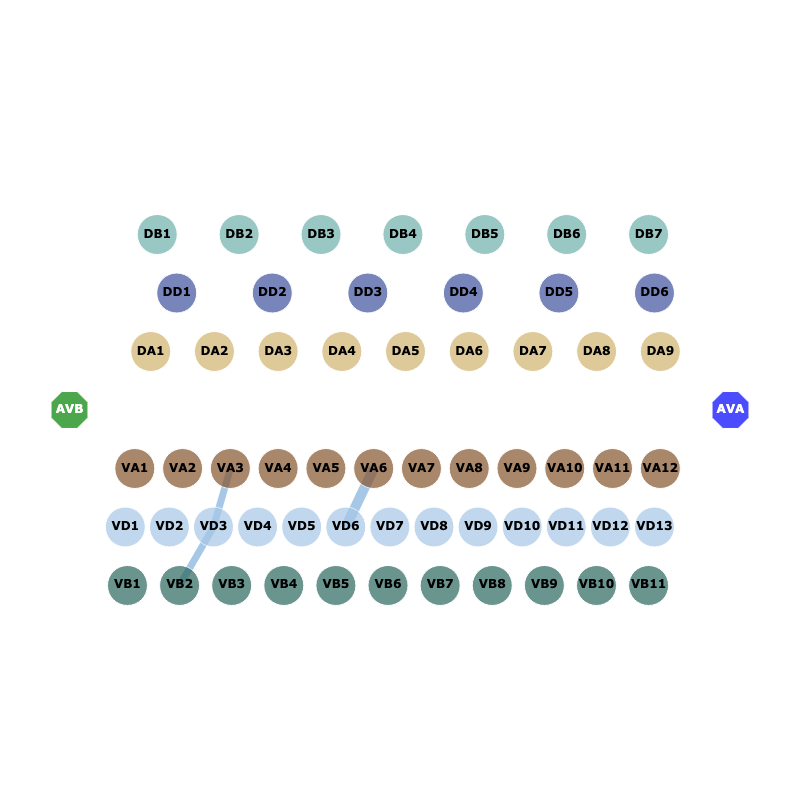 DB1 DB2 DB3 DB4 DB5 DB6 DB7
DD1 DD2 DD3 DD4 DD5 DD6
DA1 DA2 DA3 DA4 DA5 DA6 DA7 DA8 DA9
AVB AVA
VA1 VA2 VA3 VA4 VA5 VA6 VA7 VA8 VA9 VA10 VA11 VA12
VD1 VD2 VD3 VD4 VD5 VD6 VD7 VD8 VD9 VD10 VD11 VD12 VD13
VB1 VB2 VB3 VB4 VB5 VB6 VB7 VB8 VB9 VB10 VB11